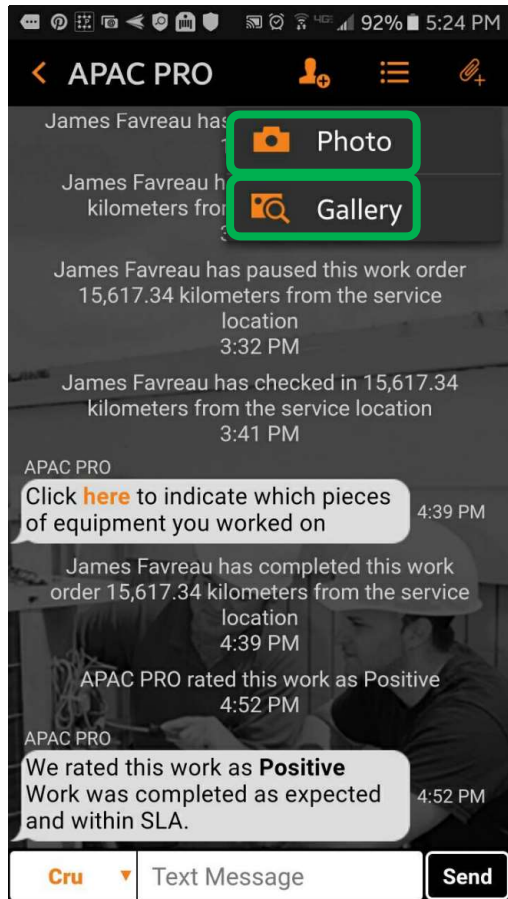 4G 92% 5:24 PM
APAC PRO
James Favreau has
Photo
James Favreau h
kilometers from
Gallery
James Favreau has paused this work order
15,617.34 kilometers from the service
location
3:32 PM
James Favreau has checked in 15,617.34
kilometers from the service location
3:41 PM
APAC PRO
Click here to indicate which pieces
of equipment you worked on
4:39 PM
James Favreau has completed this work
order 15,617.34 kilometers from the service
location
4:39 PM
APAC PRO rated this work as Positive
4:52 PM
APAC PRO
We rated this work as Positive
Work was completed as expected
and within SLA.
4:52 PM
Cru Text Message Send